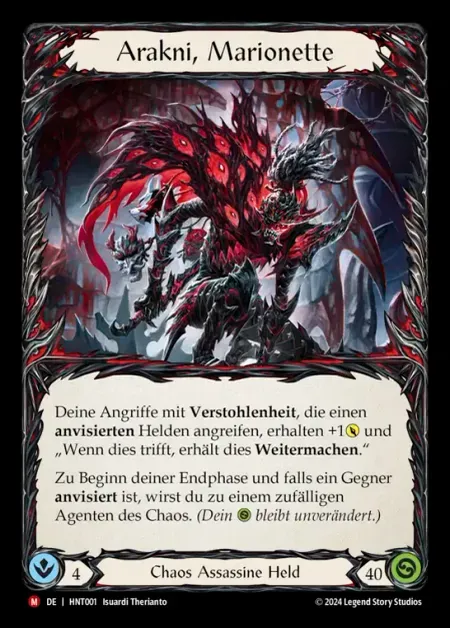 Arakni, Marionette
Deine Angriffe mit Verstohlenheit, die einen
anvisierten Helden angreifen, erhalten +1 und
„Wenn dies trifft, erhält dies Weitermachen.“
Zu Beginn deiner Endphase und falls ein Gegner
anvisiert ist, wirst du zu einem zufälligen
Agenten des Chaos. (Dein bleibt unverändert.)
4
Chaos Assassine Held
40
M DE | HNT001 Isuardi Therianto
© 2024 Legend Story Studios